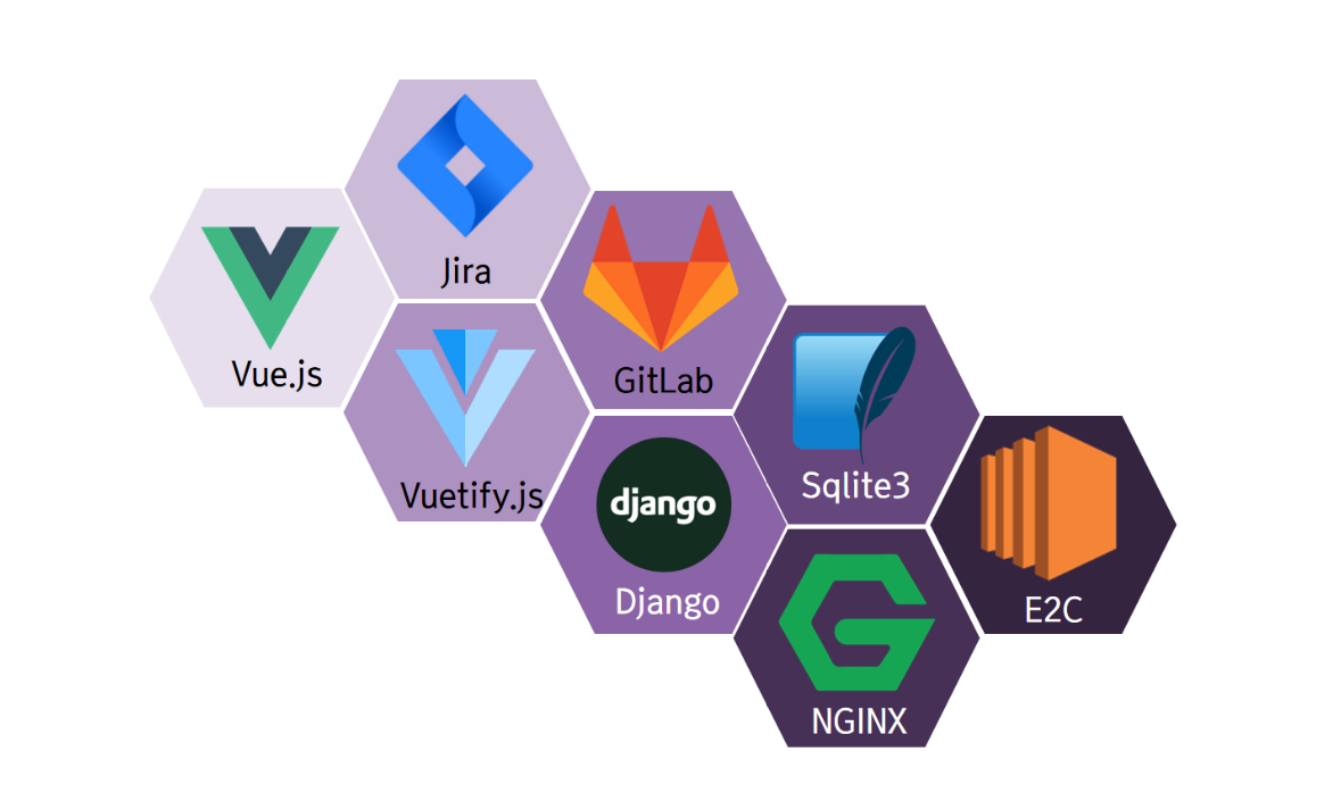 Jira
Vue.js
GitLab
Vuetify.js
Sqlite3
django
Django
E2C
NGINX